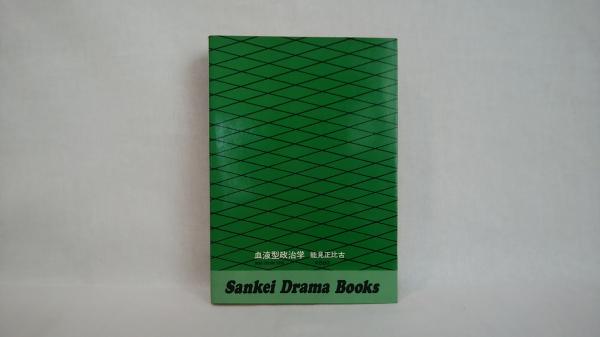 血液型政治学 能見正比古
Sankei Drama Books